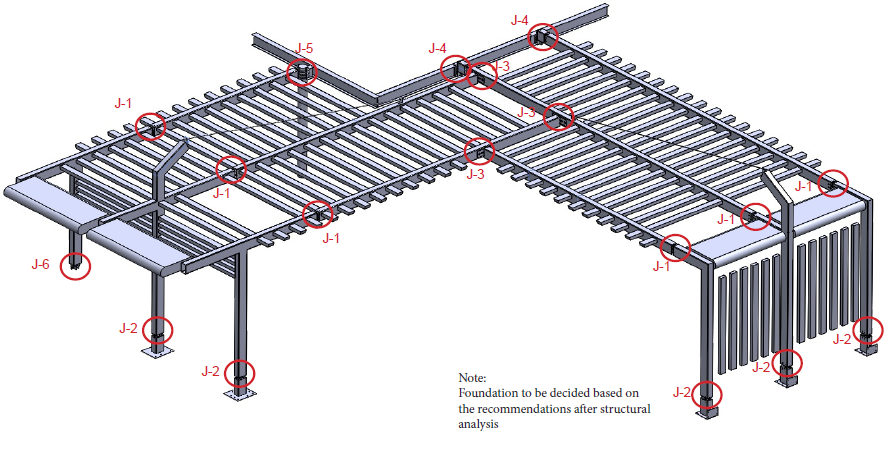 J-4
J-4
J-5
J-3
J-1
J-3
J-3
J-1
J-1
J-1
J-1
J-1
J-6
J-2
J-2
J-2
J-2
J-2
Note:
Foundation to be decided based on
the recommendations after structural
analysis